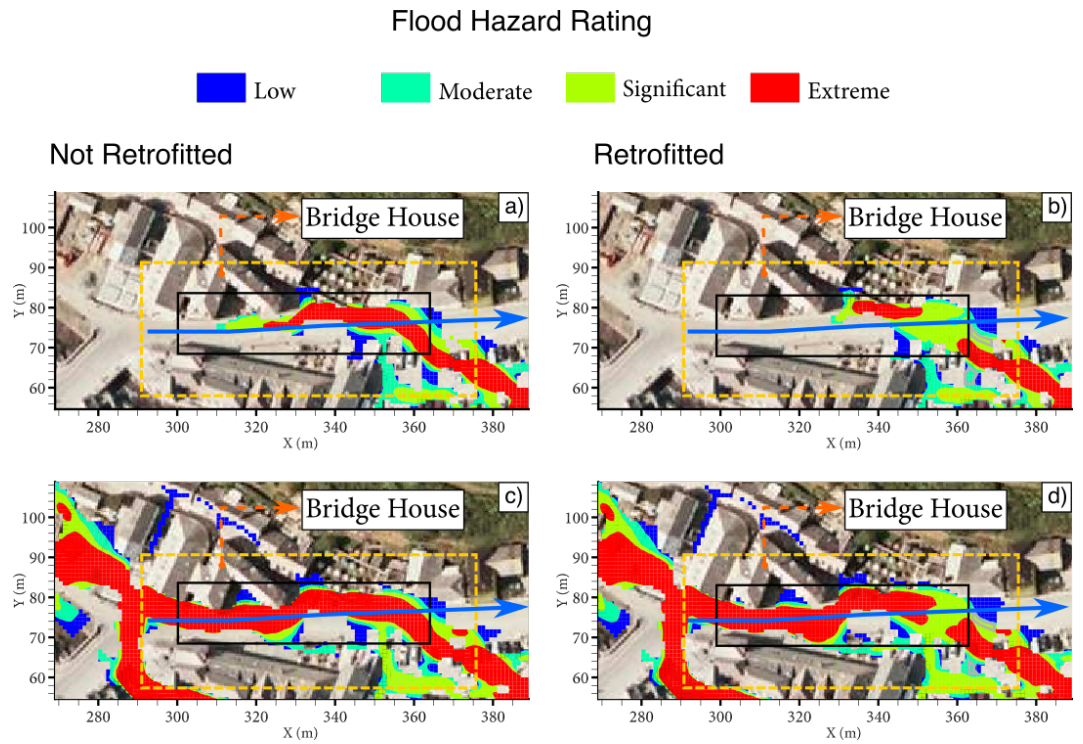 Flood Hazard Rating
Low Moderate Significant Extreme
Not Retrofitted Retrofitted
Bridge House a)
Bridge House b)
100
90
80
70
60
Y (m)
280 300 320 340 360 380
X (m)
280 300 320 340 360 380
X (m)
Bridge House c)
Bridge House d)
100
90
80
70
60
Y (m)
100
90
80
70
60
Y (m)
100
90
80
70
60
Y (m)
280 300 320 340 360 380
X (m)
280 300 320 340 360 380
X (m)